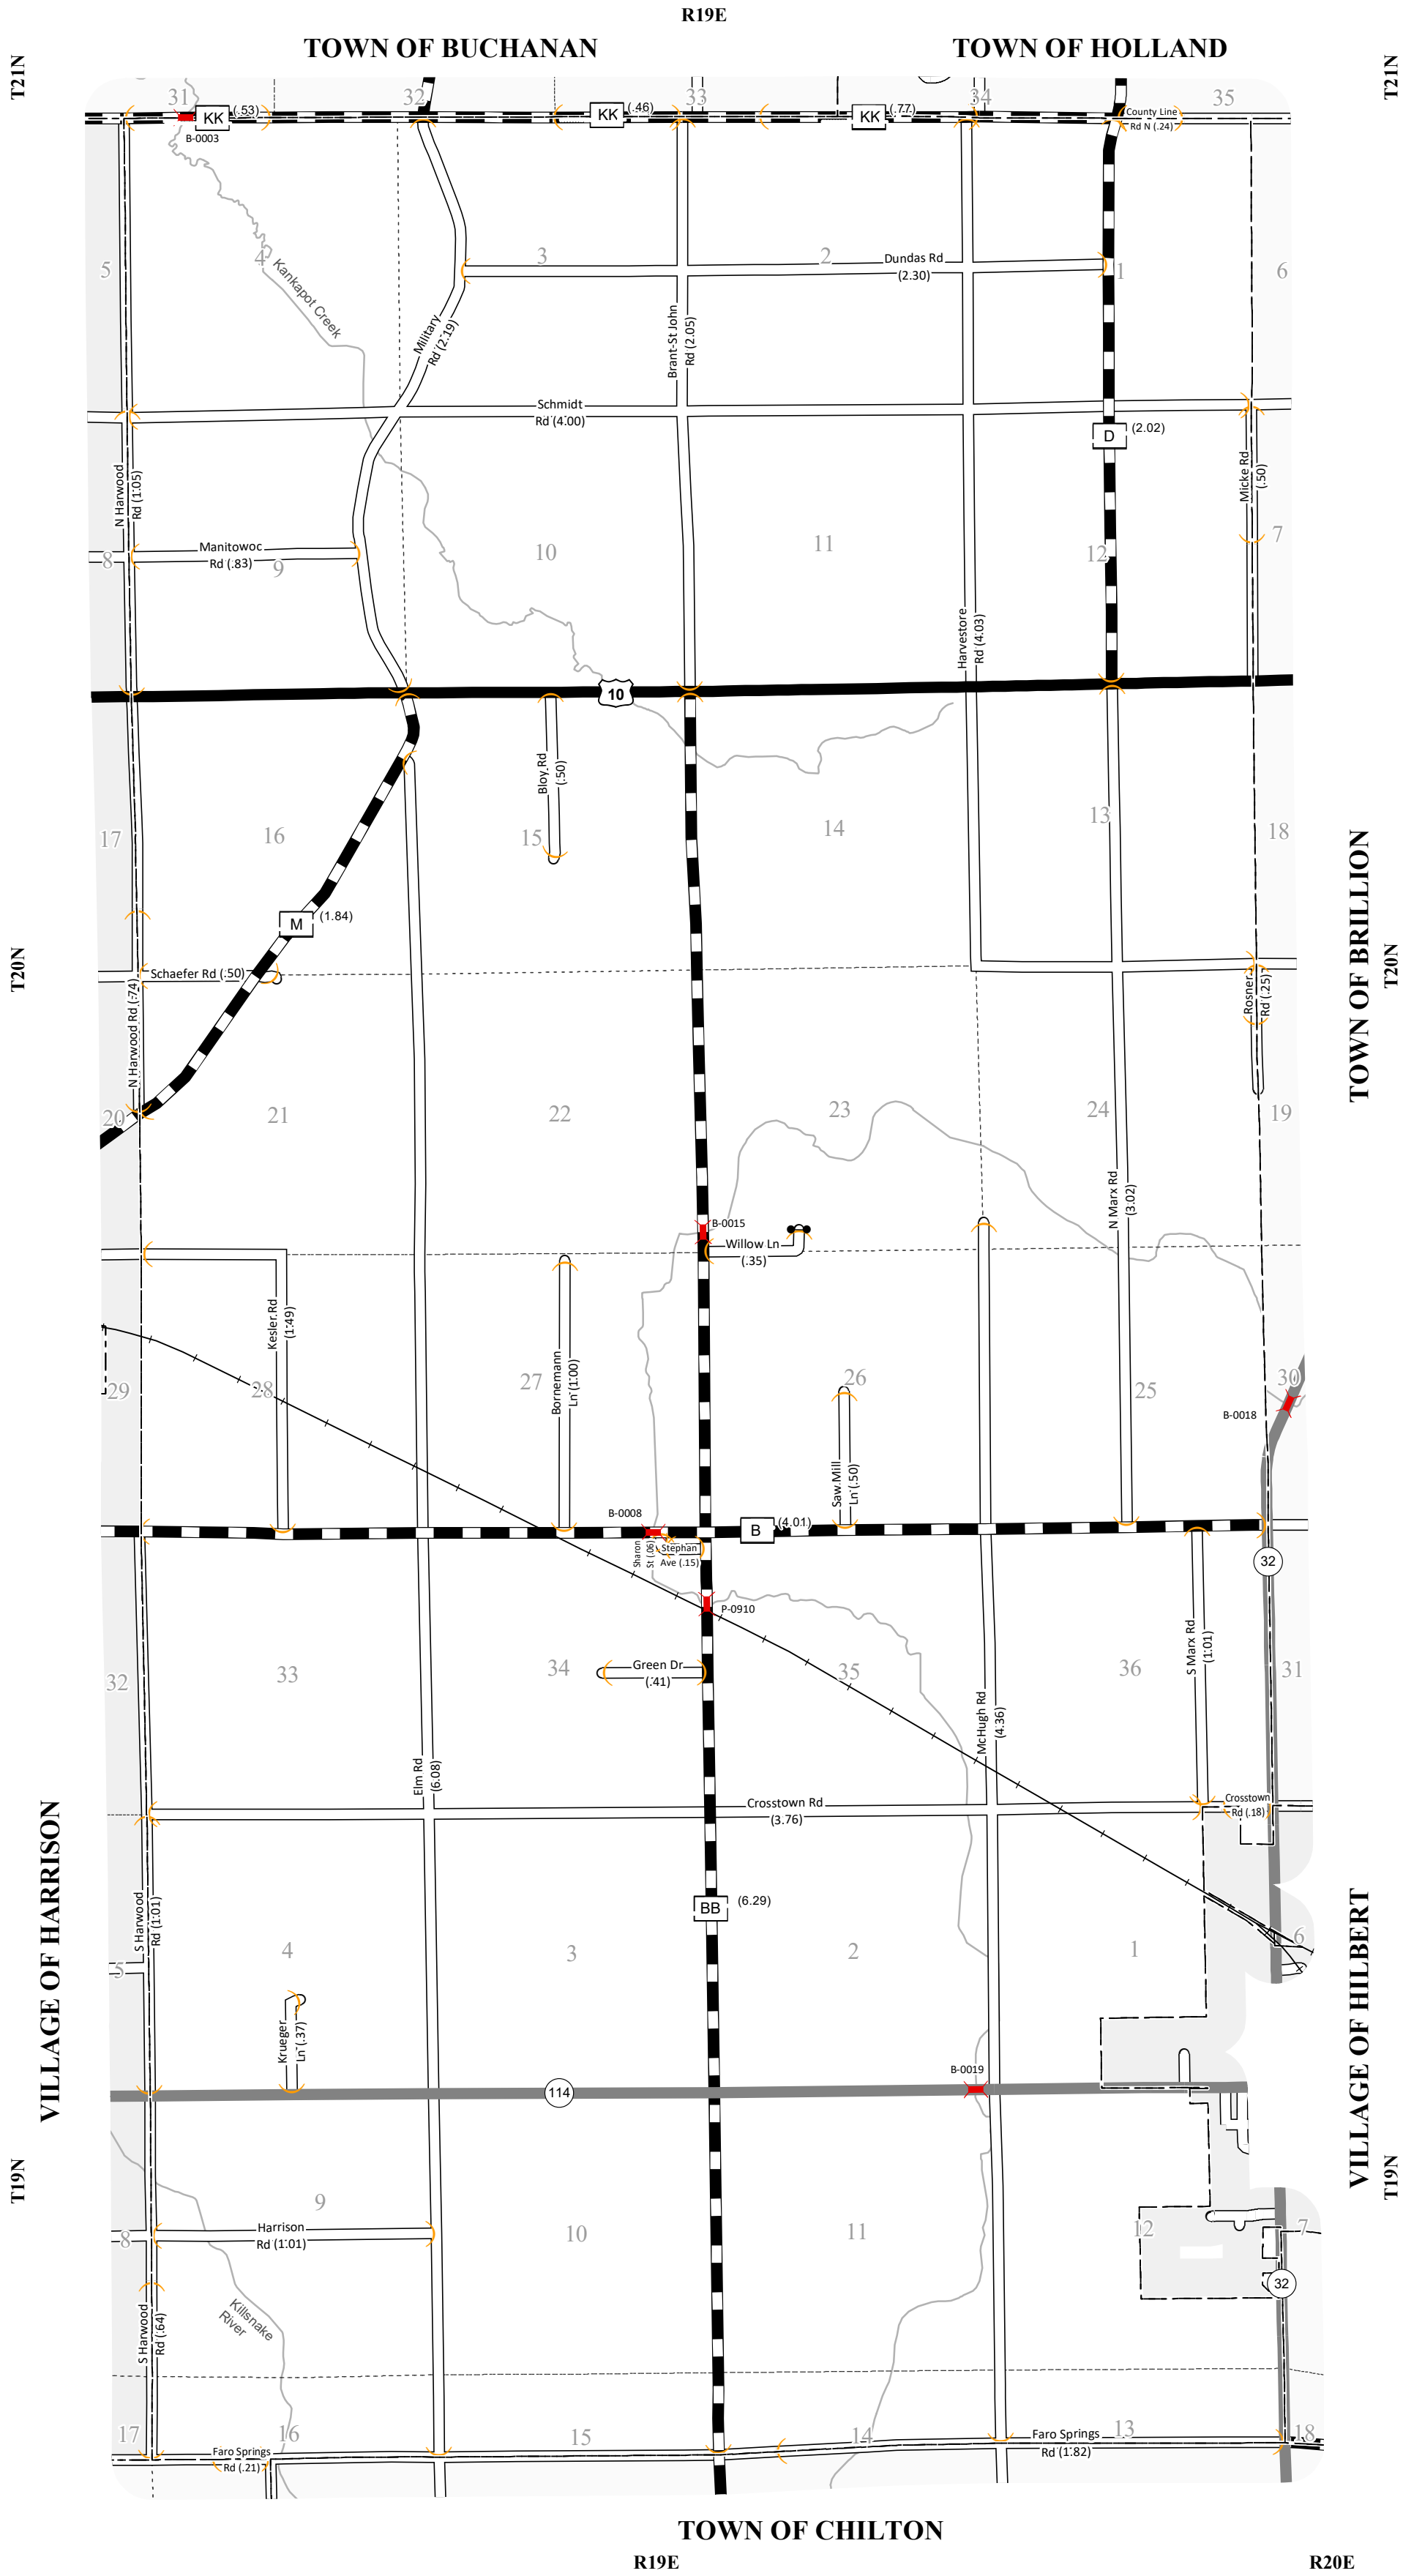 R19E
TOWN OF BUCHANAN
TOWN OF HOLLAND
T21N
T21N
31
32
33
34
35
KK
(.53)
KK
(.46)
KK
(.77)
County Line
Rd N (.24)
B-0003
5
4
3
2
1
6
Kankapot Creek
Dundas Rd
(2.30)
Military
Rd (2.19)
Brant-St John
Rd (2.05)
Schmidt
Rd (4.00)
D
(2.02)
N Harwood
Rd (1.05)
Micke Rd
(.50)
8
Manitowoc
Rd (.83)
9
10
11
12
7
Harvestore
Rd (4.03)
10
Bloy Rd
(.50)
17
16
15
14
13
18
TOWN OF BRILLION
M
(1.84)
T20N
T20N
Schaefer Rd (.50)
N Harwood Rd (.74)
Rosner
Rd (.25)
20
21
22
23
24
19
N Marx Rd
(3.02)
B-0015
Willow Ln
(.35)
Kesler Rd
(1.49)
29
28
27
26
25
30
Bornemann
Ln (1.00)
B-0018
Saw Mill
Ln (.50)
B-0008
B
(4.01)
Sharon
St (.06)
Stephan
Ave (.15)
32
P-0910
S Marx Rd
(1.01)
32
33
34
Green Dr
(.41)
35
36
31
McHugh Rd
(4.36)
Elm Rd
(6.08)
Crosstown Rd
(3.76)
Crosstown
Rd (.18)
VILLAGE OF HARRISON
VILLAGE OF HILBERT
S Harwood
Rd (1.01)
BB
(6.29)
5
4
3
2
1
6
Krueger
Ln (.37)
B-0019
114
T19N
T19N
8
9
10
11
12
7
Harrison
Rd (1.01)
32
Killsnake
River
S Harwood
Rd (.64)
17
16
15
14
13
18
Faro Springs
Rd (.21)
Faro Springs
Rd (1.82)
TOWN OF CHILTON
R19E
R20E